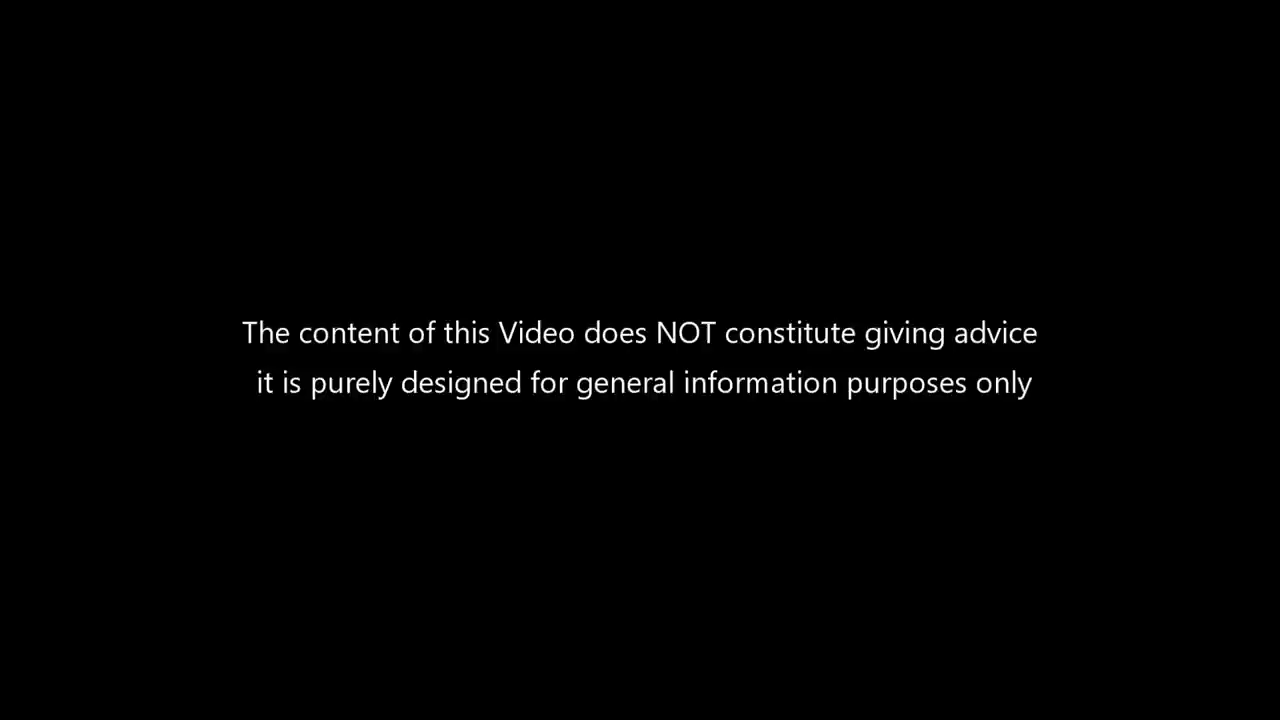 The content of this Video does NOT constitute giving advice
it is purely designed for general information purposes only